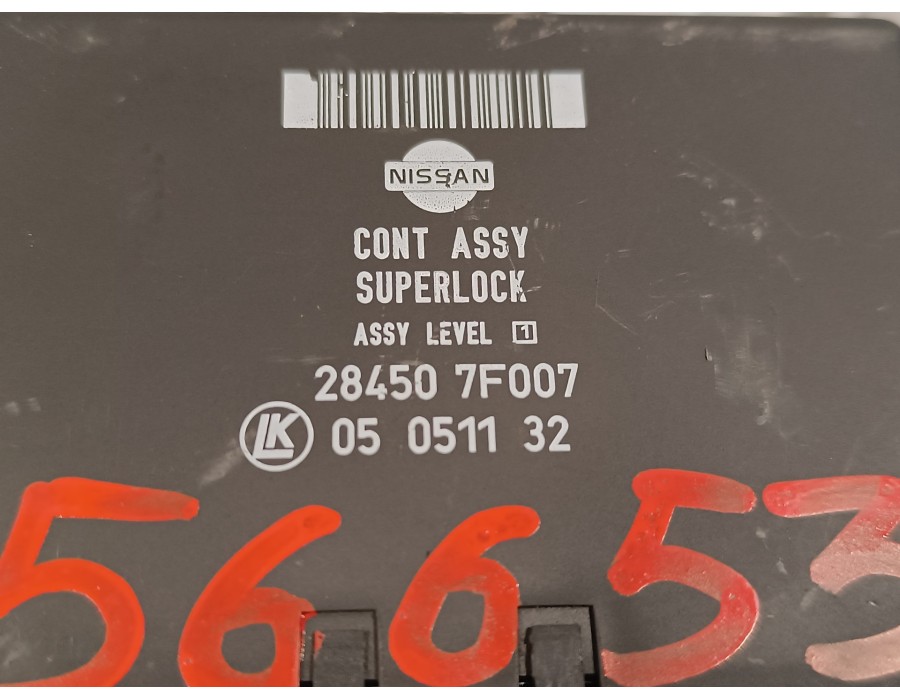 NISSAN
CONT ASSY
SUPERLOCK
ASSY LEVEL 1
28450 7F007
LK 05 0511 32
56653